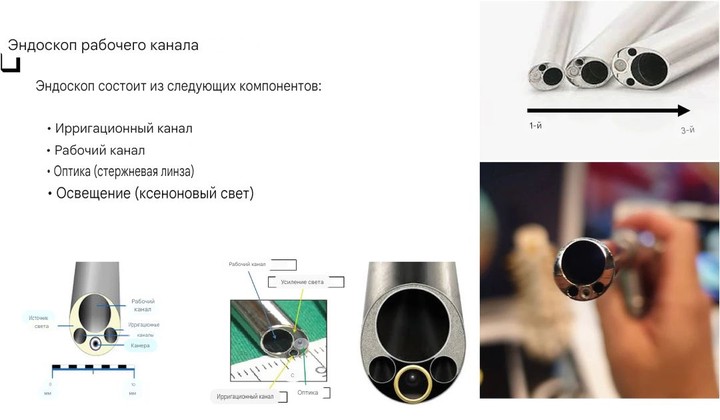 Эндоскоп рабочего канала
Эндоскоп состоит из следующих компонентов:
• Ирригационный канал
• Рабочий канал
• Оптика (стержневая линза)
• Освещение (ксеноновый свет)
1-й
3-й
Рабочий
канал
Источник
света
Ирригационные
каналы
Камера
0
10
мм
мм
Рабочий канал
Усиление света
Ирригационный канал
Оптика